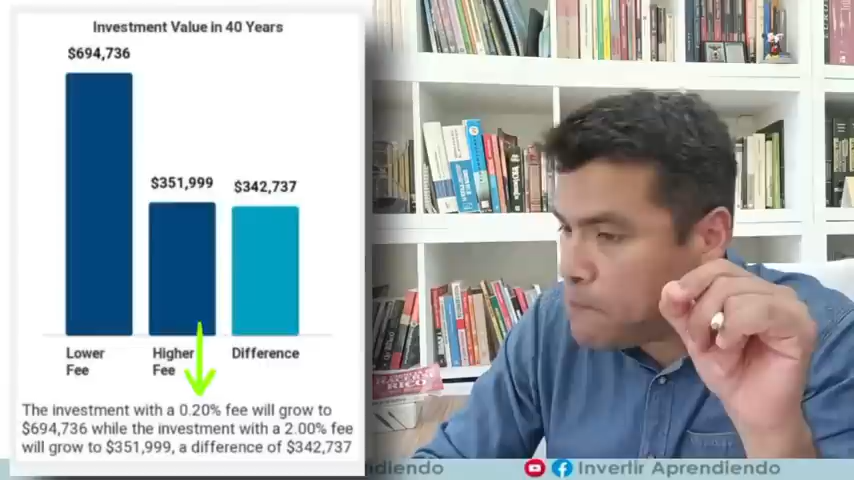 Investment Value in 40 Years
$694,736
$351,999
$342,737
Lower
Fee
Higher
Fee
Difference
The investment with a 0.20% fee will grow to
$694,736 while the investment with a 2.00% fee
will grow to $351,999, a difference of $342,737
RICO
diendo
Invertir Aprendiendo